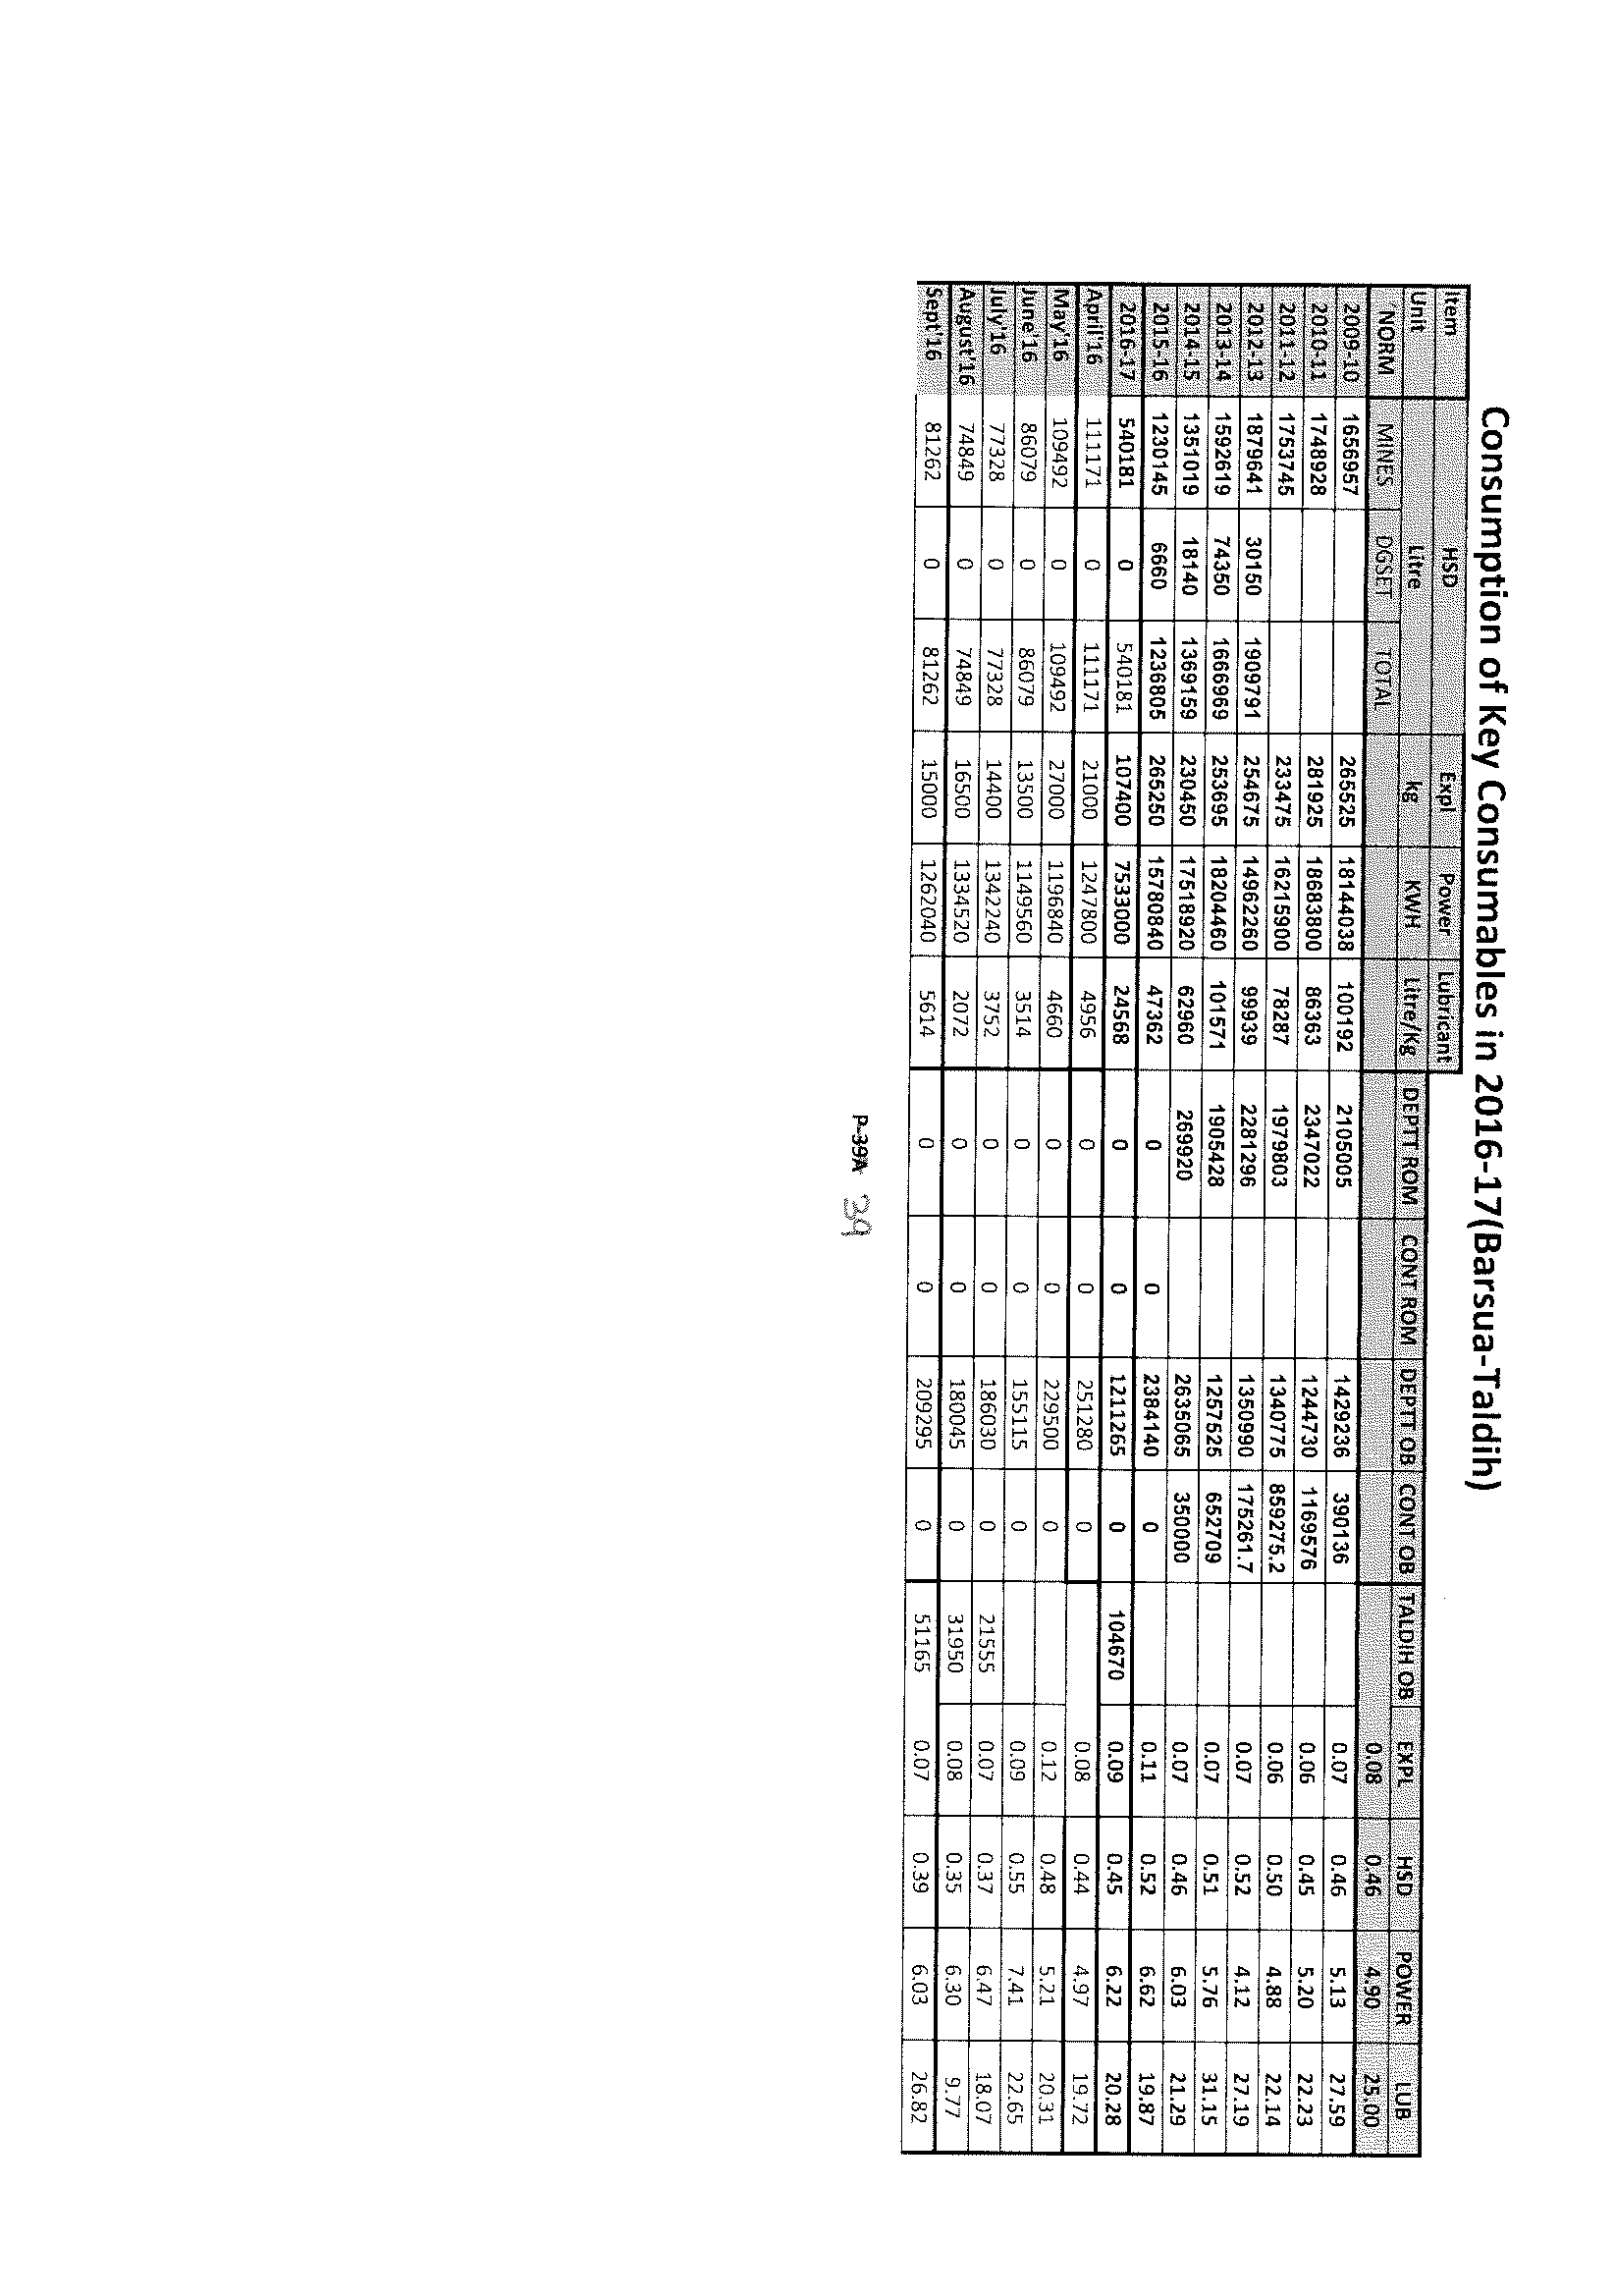 Consumption of Key Consumables in 2016-17(Barsua-Taldih)
Item HSD Expl Power Lubricant
Unit Litre kg KWH Litre/Kg DEPTT ROM CONT ROM DEPTT OB CONT OB TALDIH OB EXPL HSD POWER LUB
NORM MINES DGSET TOTAL 0.08 0.46 4.90 25.00
2009-10 1656957 265525 18144038 100192 2105005 1429236 390136 0.07 0.46 5.13 27.59
2010-11 1748928 281925 18683800 86363 2347022 1244730 1169576 0.06 0.45 5.20 22.23
2011-12 1753745 233475 16215900 78287 1979803 1340775 859275.2 0.06 0.50 4.88 22.14
2012-13 1879641 30150 1909791 254675 14962260 99939 2281296 1350990 175261.7 0.07 0.52 4.12 27.19
2013-14 1592619 74350 1666969 253695 18204460 101571 1905428 1257525 652709 0.07 0.51 5.76 31.15
2014-15 1351019 18140 1369159 230450 17518920 62960 269920 2635065 350000 0.07 0.46 6.03 21.29
2015-16 1230145 6660 1236805 265250 15780840 47362 0 0 2384140 0 0.11 0.52 6.62 19.87
2016-17 540181 0 540181 107400 7533000 24568 0 0 1211265 0 104670 0.09 0.45 6.22 20.28
April'16 111171 0 111171 21000 1247800 4956 0 0 251280 0 0.08 0.44 4.97 19.72
May'16 109492 0 109492 27000 1196840 4660 0 0 229500 0 0.12 0.48 5.21 20.31
June'16 86079 0 86079 13500 1149560 3514 0 0 155115 0 0.09 0.55 7.41 22.65
July'16 77328 0 77328 14400 1342240 3752 0 0 186030 0 21555 0.07 0.37 6.47 18.07
August'16 74849 0 74849 16500 1334520 2072 0 0 180045 0 31950 0.08 0.35 6.30 9.77
Sept'16 81262 0 81262 15000 1262040 5614 0 0 209295 0 51165 0.07 0.39 6.03 26.82
P-39A 39